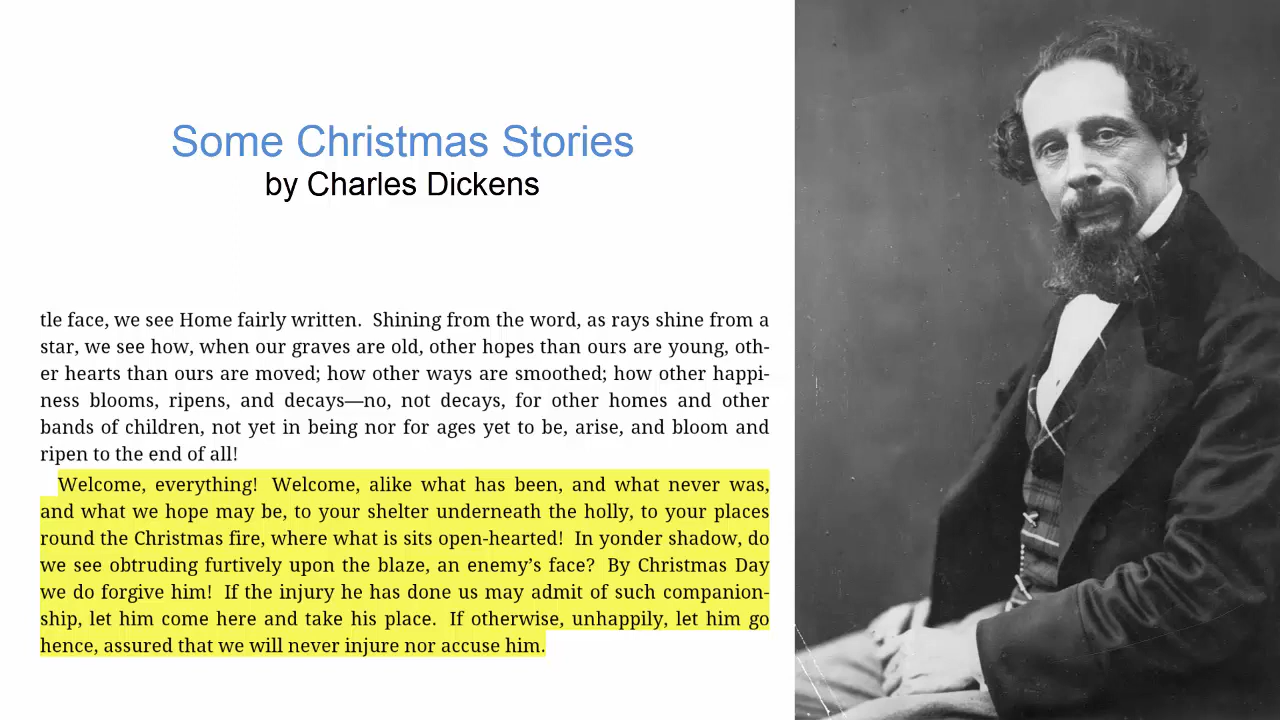 Some Christmas Stories
by Charles Dickens
tle face, we see Home fairly written.  Shining from the word, as rays shine from a
star, we see how, when our graves are old, other hopes than ours are young, oth-
er hearts than ours are moved; how other ways are smoothed; how other happi-
ness blooms, ripens, and decays—no, not decays, for other homes and other
bands of children, not yet in being nor for ages yet to be, arise, and bloom and
ripen to the end of all!
Welcome, everything!  Welcome, alike what has been, and what never was,
and what we hope may be, to your shelter underneath the holly, to your places
round the Christmas fire, where what is sits open-hearted!  In yonder shadow, do
we see obtruding furtively upon the blaze, an enemy’s face?  By Christmas Day
we do forgive him!  If the injury he has done us may admit of such companion-
ship, let him come here and take his place.  If otherwise, unhappily, let him go
hence, assured that we will never injure nor accuse him.